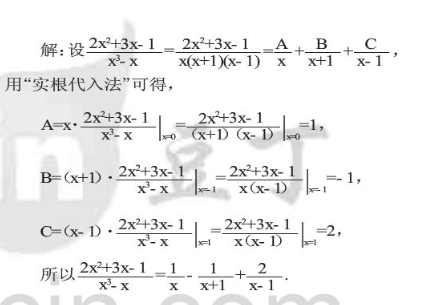 解:设 (2x²+3x-1)/(x³-x) = (2x²+3x-1)/(x(x+1)(x-1)) = A/x + B/(x+1) + C/(x-1),
用“实根代入法”可得,
A=x·(2x²+3x-1)/(x³-x)|x=0 = (2x²+3x-1)/((x+1)(x-1))|x=0 =1,
B=(x+1)·(2x²+3x-1)/(x³-x)|x=-1 = (2x²+3x-1)/(x(x-1))|x=-1 =-1,
C=(x-1)·(2x²+3x-1)/(x³-x)|x=1 = (2x²+3x-1)/(x(x-1))|x=1 =2,
所以 (2x²+3x-1)/(x³-x) = 1/x - 1/(x+1) + 2/(x-1).